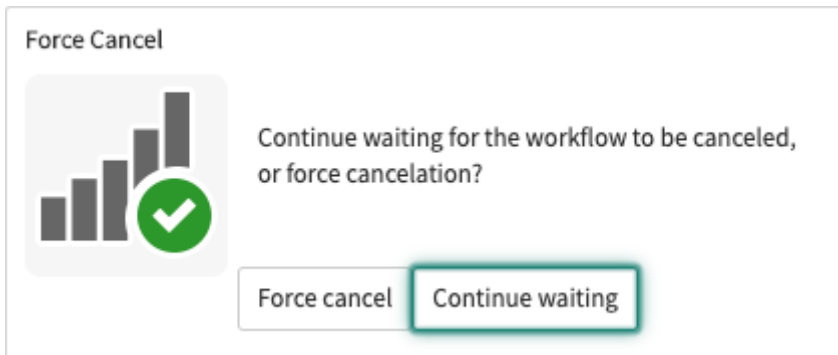 Force Cancel
Continue waiting for the workflow to be canceled,
or force cancelation?
Force cancel
Continue waiting